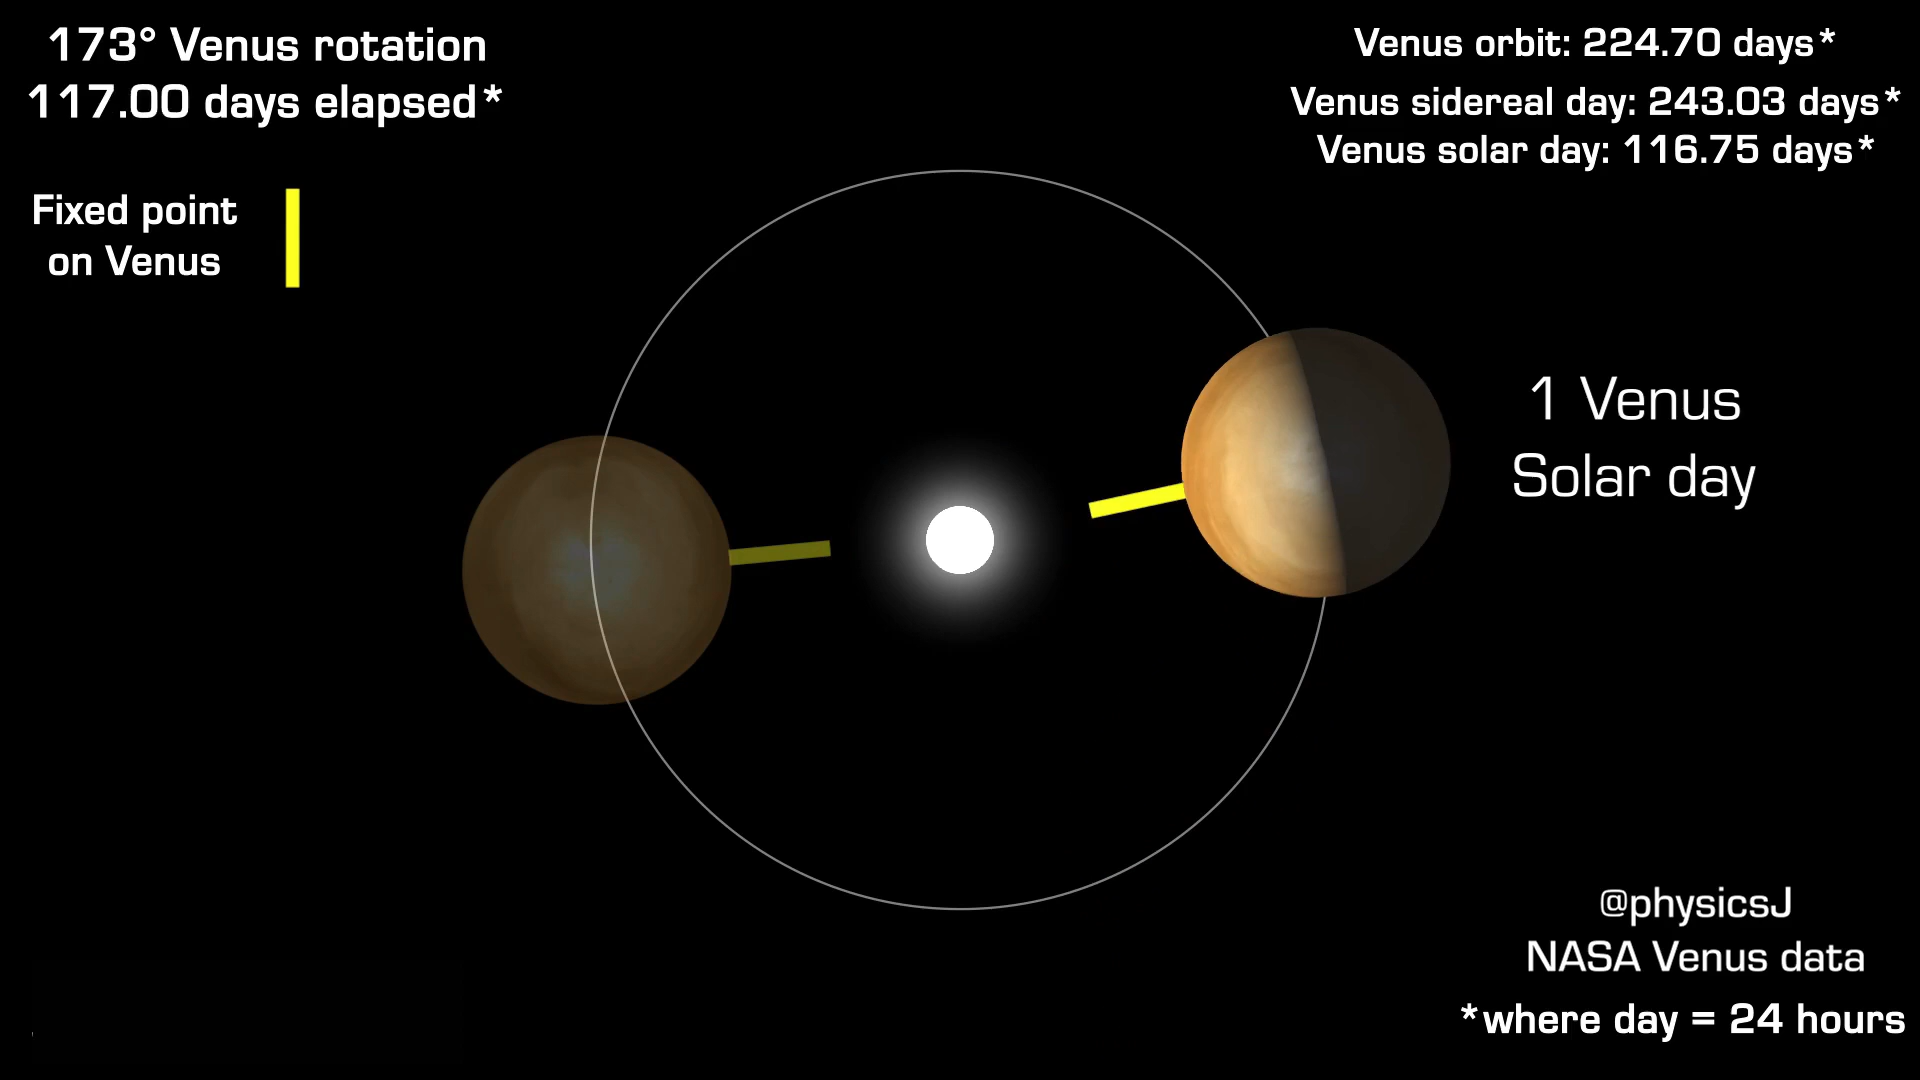 173° Venus rotation
117.00 days elapsed*
Fixed point
on Venus
Venus orbit: 224.70 days*
Venus sidereal day: 243.03 days*
Venus solar day: 116.75 days*
1 Venus
Solar day
@physicsJ
NASA Venus data
*where day = 24 hours